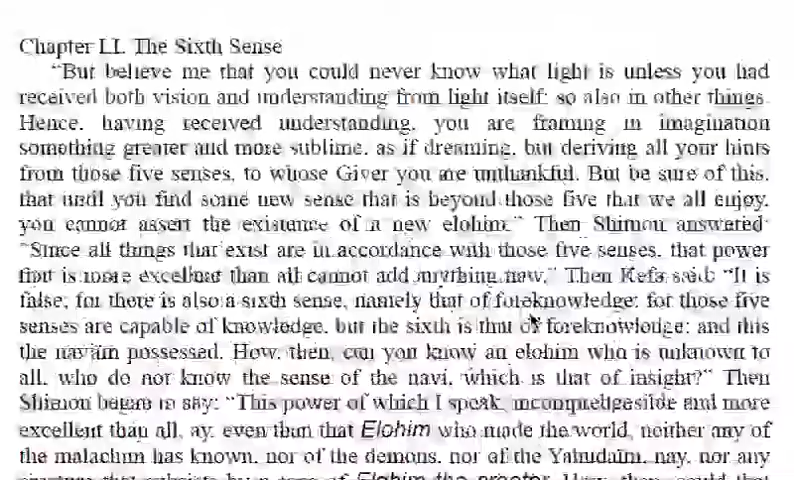 Chapter LI. The Sixth Sense
"But believe me that you could never know what light is unless you had
received both vision and understanding from light itself: so also in other things.
Hence, having received understanding, you are framing in imagination
something greater and more sublime, as if dreaming, but deriving all your hints
from those five senses, to whose Giver you are unthankful. But be sure of this,
that until you find some new sense that is beyond those five that we all enjoy,
you cannot assert the existence of a new elohim." Then Shimon answered:
"Since all things that exist are in accordance with those five senses, that power
that is more excellent than all cannot add anything new." Then Kefa said: "It is
false; for there is also a sixth sense, namely that of foreknowledge: for those five
senses are capable of knowledge, but the sixth is that of foreknowledge; and this
the naviim possessed. How, then, can you know an elohim who is unknown to
all, who do not know the sense of the navi, which is that of insight?" Then
Shimon began to say: "This power of which I speak, and more
excellent than all, ay, even than that Elohim who made the world, neither any of
the malachim has known, nor of the demons, nor of the Yahudaim, nay, nor any
Elohim the creator. How, then, could that